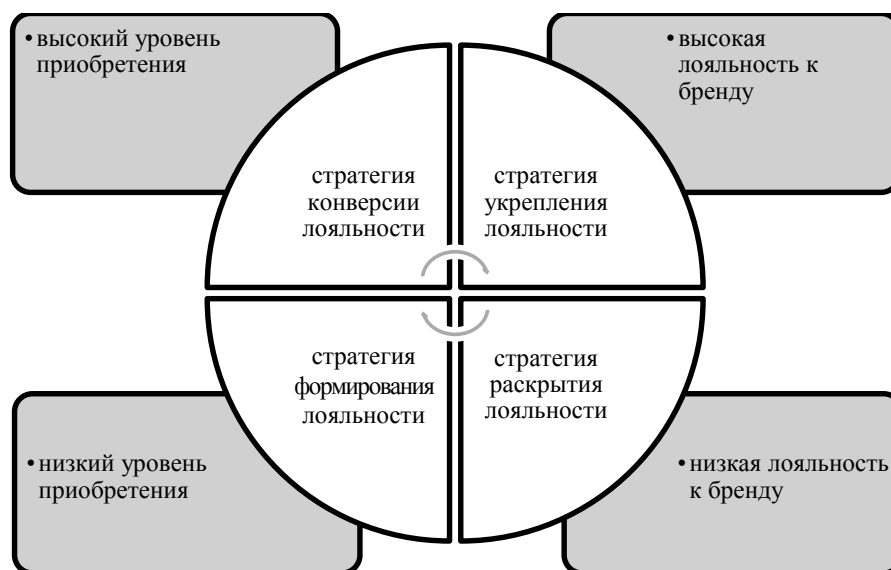 • высокий уровень
приобретения
• высокая
лояльность к
бренду
стратегия
конверсии
лояльности
стратегия
укрепления
лояльности
стратегия
формирования
лояльности
стратегия
раскрытия
лояльности
• низкий уровень
приобретения
• низкая лояльность
к бренду